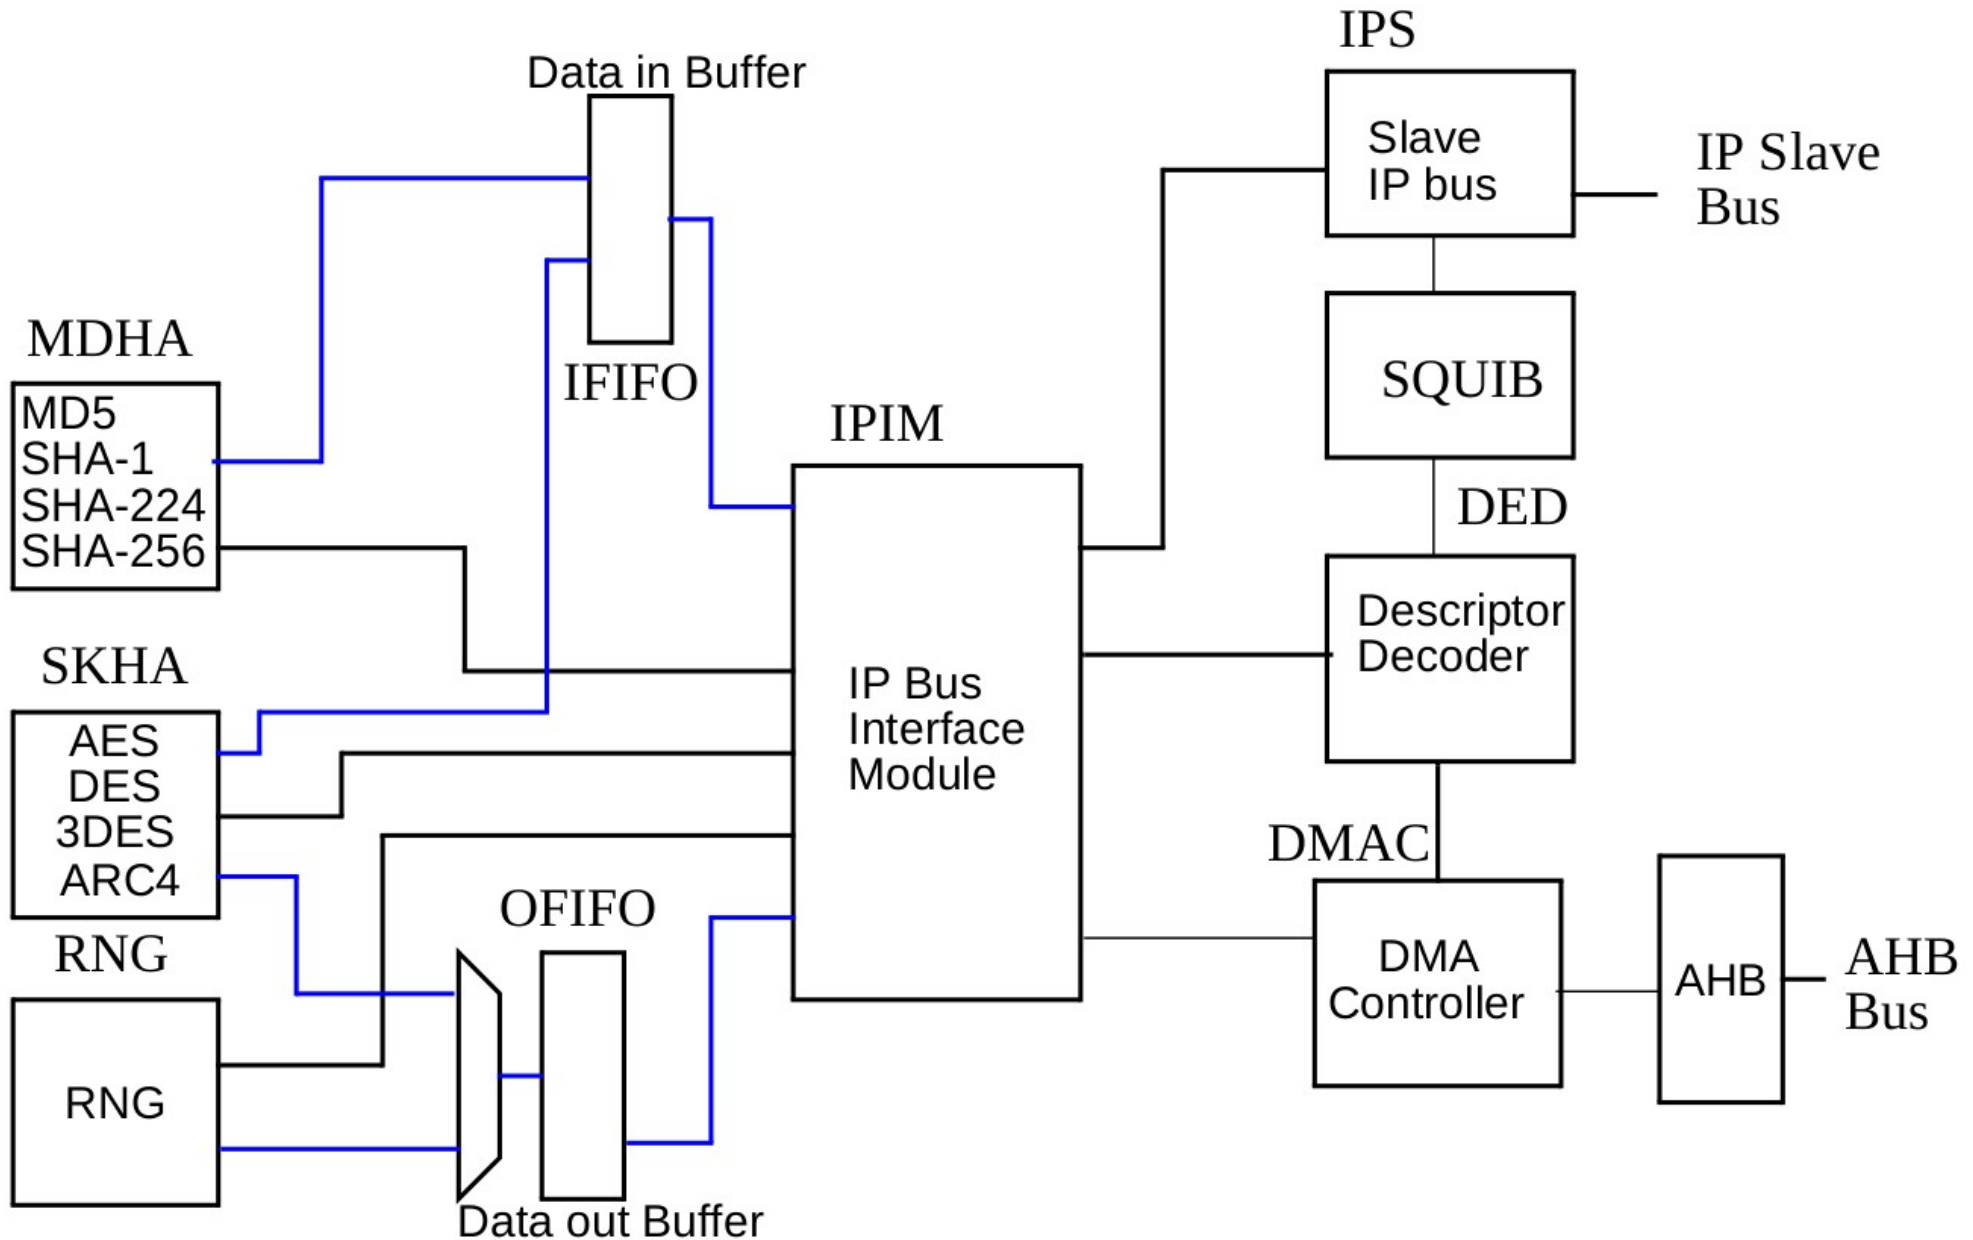 IPS
Data in Buffer
Slave
IP bus
IP Slave
Bus
MDHA
IFIFO
SQUIB
MD5
SHA-1
SHA-224
SHA-256
IPIM
DED
Descriptor
Decoder
SKHA
AES
DES
3DES
ARC4
IP Bus
Interface
Module
DMAC
OFIFO
RNG
RNG
DMA
Controller
AHB
AHB
Bus
Data out Buffer